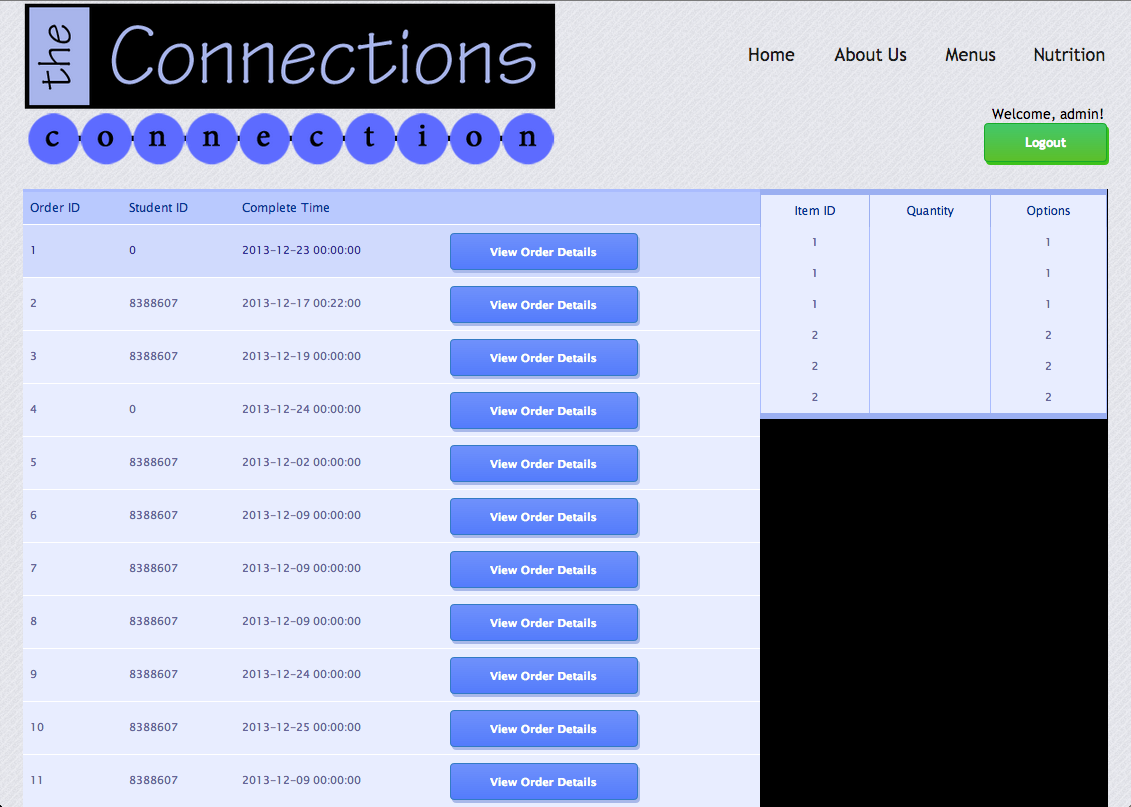 the Connections
connection
Home About Us Menus Nutrition
Welcome, admin!
Logout
Order ID Student ID Complete Time
1 0 2013-12-23 00:00:00 View Order Details
2 8388607 2013-12-17 00:22:00 View Order Details
3 8388607 2013-12-19 00:00:00 View Order Details
4 0 2013-12-24 00:00:00 View Order Details
5 8388607 2013-12-02 00:00:00 View Order Details
6 8388607 2013-12-09 00:00:00 View Order Details
7 8388607 2013-12-09 00:00:00 View Order Details
8 8388607 2013-12-09 00:00:00 View Order Details
9 8388607 2013-12-24 00:00:00 View Order Details
10 8388607 2013-12-25 00:00:00 View Order Details
11 8388607 2013-12-09 00:00:00 View Order Details
Item ID Quantity Options
1 1
1 1
1 1
2 2
2 2
2 2